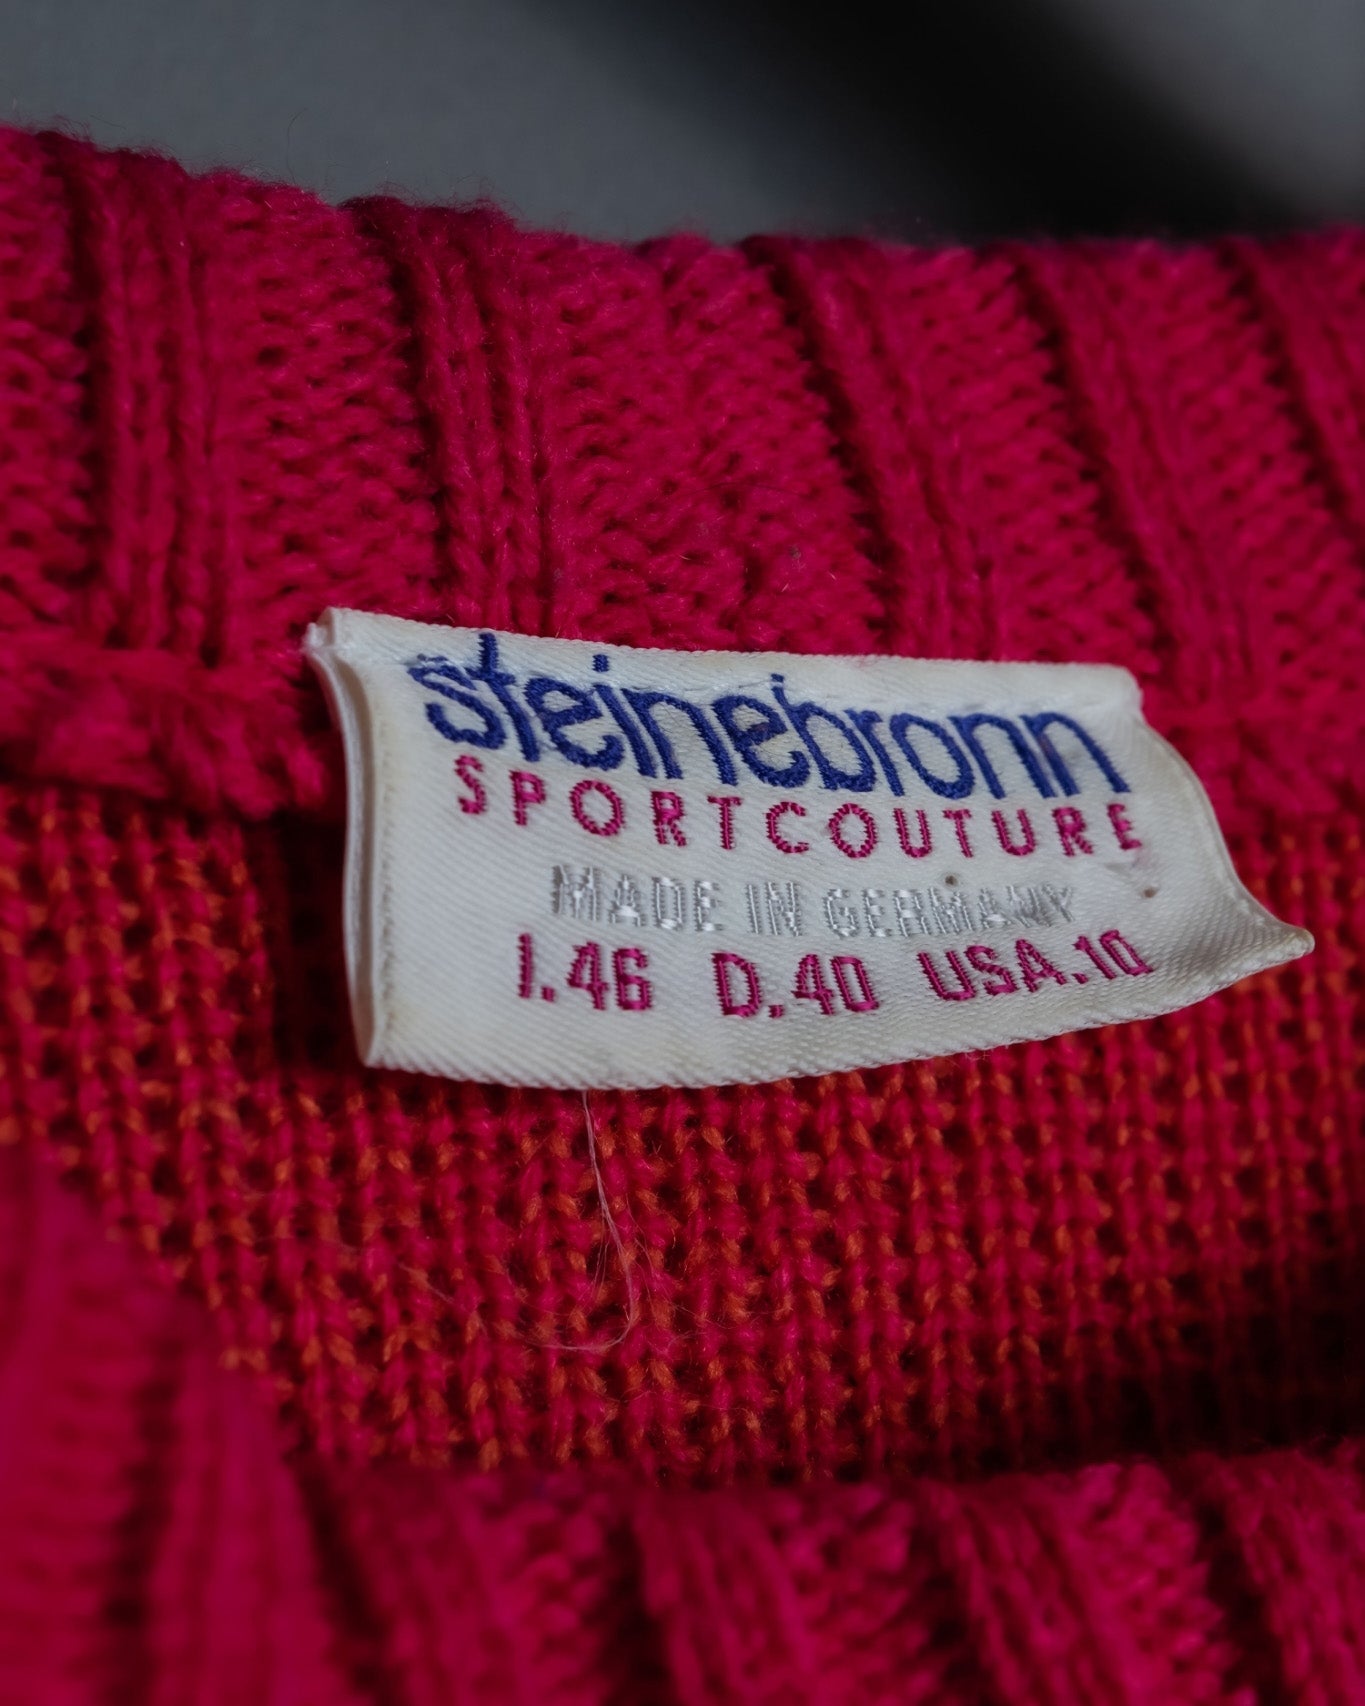 steinebronn
SPORTCOUTURE
MADE IN GERMANY
I.46 D.40 USA.10